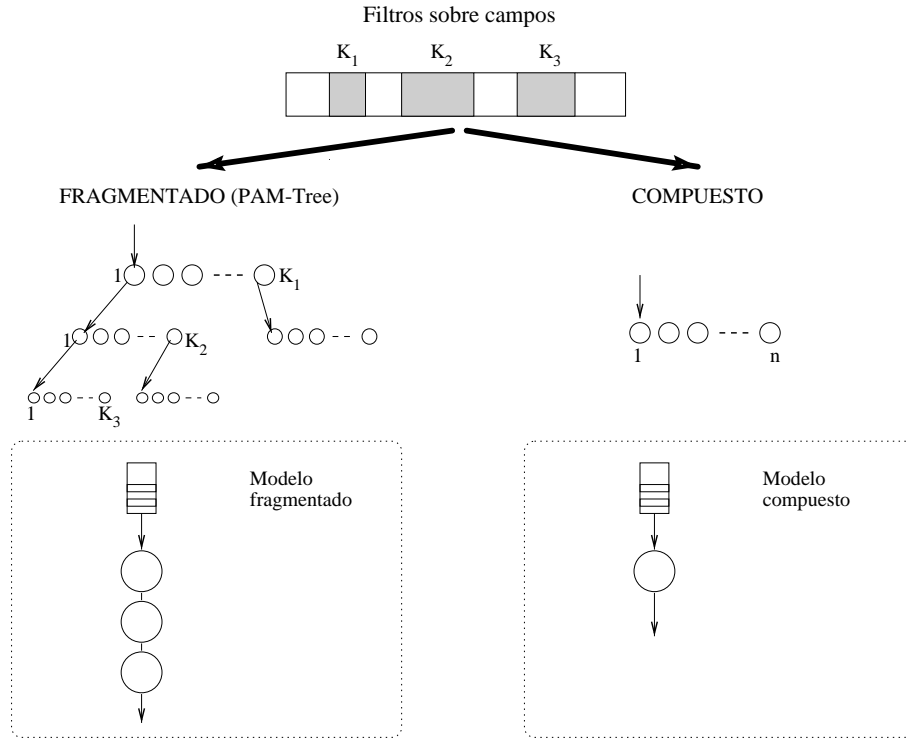 Filtros sobre campos
K1 K2 K3
FRAGMENTADO (PAM-Tree)
COMPUESTO
1 K1
1 K2
1 K3
1 n
Modelo
fragmentado
Modelo
compuesto